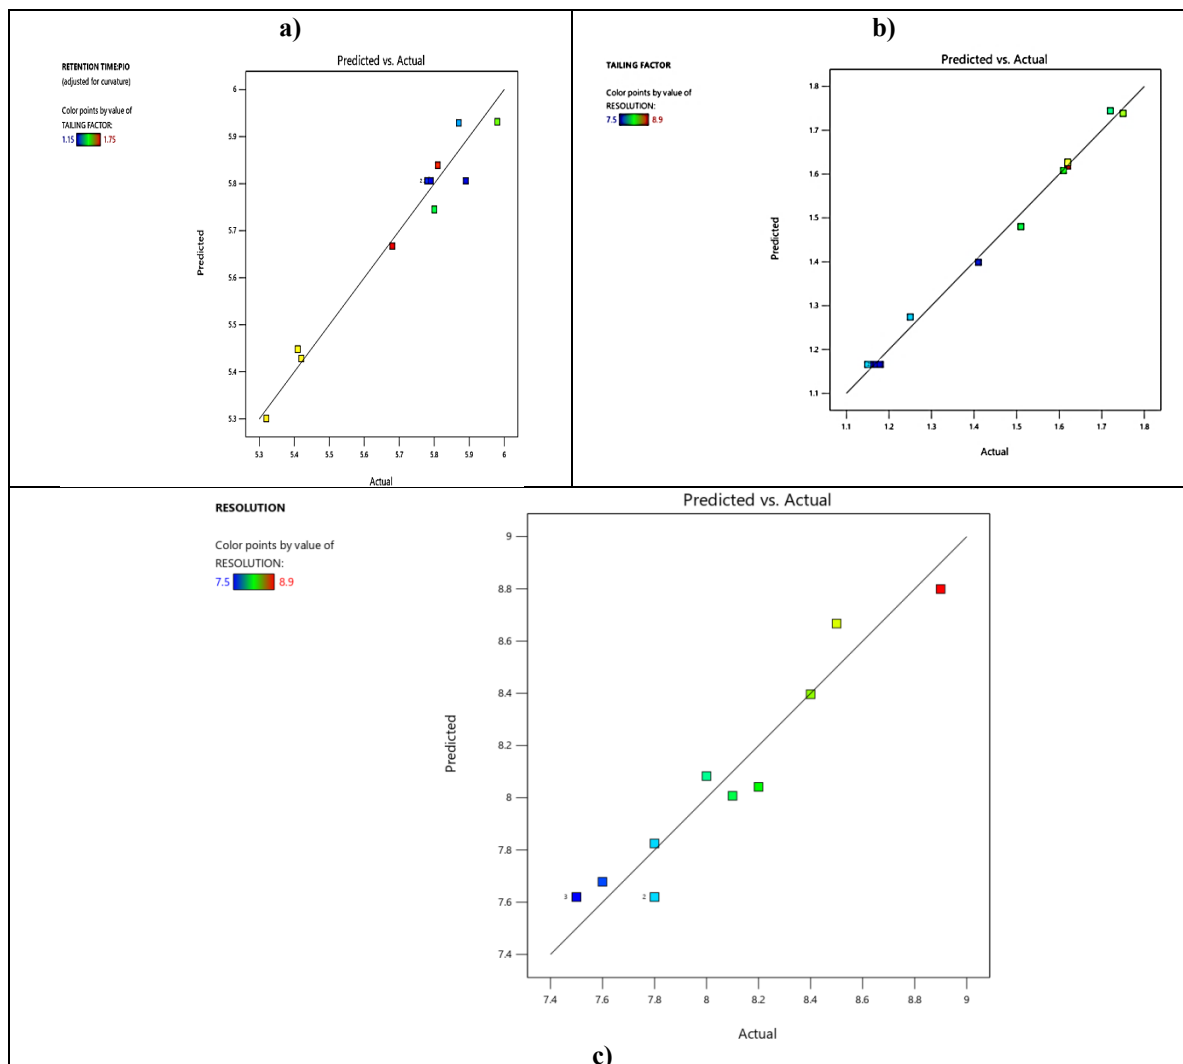 a)
Predicted vs. Actual
RETENTION TIME:PIO
(adjusted for curvature)
Color points by value of
TAILING FACTOR:
1.15 1.75
6
5.9
5.8
5.7
5.6
5.5
5.4
5.3
Predicted
2
5.3 5.4 5.5 5.6 5.7 5.8 5.9 6
Actual
b)
Predicted vs. Actual
TAILING FACTOR
Color points by value of
RESOLUTION:
7.5 8.9
1.8
1.7
1.6
1.5
1.4
1.3
1.2
1.1
Predicted
1.1 1.2 1.3 1.4 1.5 1.6 1.7 1.8
Actual
Predicted vs. Actual
RESOLUTION
Color points by value of
RESOLUTION:
7.5 8.9
9
8.8
8.6
8.4
8.2
8
7.8
7.6
7.4
Predicted
3 2
7.4 7.6 7.8 8 8.2 8.4 8.6 8.8 9
Actual
c)